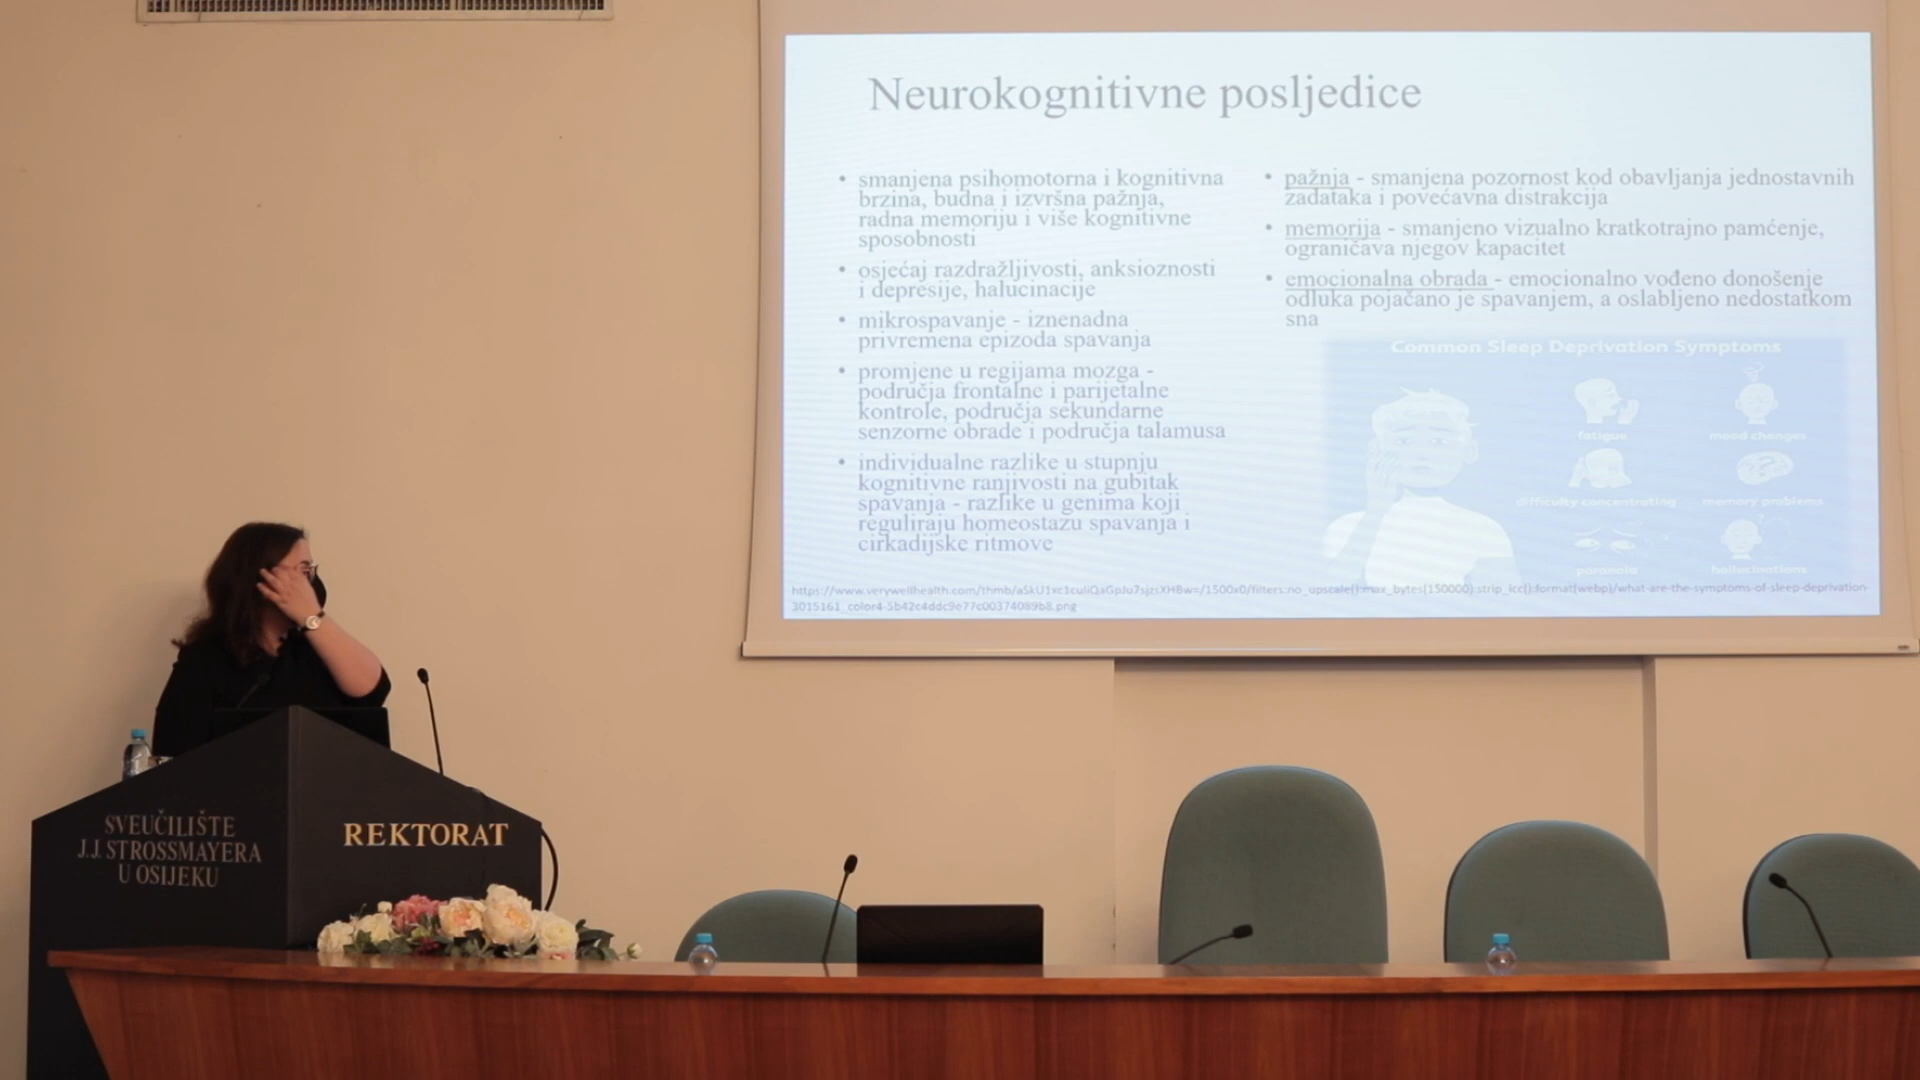 Neurokognitivne posljedice
• smanjena psihomotorna i kognitivna
brzina, budna i izvršna pažnja,
radna memoriju i više kognitivne
sposobnosti
• osjećaj razdražljivosti, anksioznosti
i depresije, halucinacije
• mikrospavanje - iznenadna
privremena epizoda spavanja
• promjene u regijama mozga -
područja frontalne i parijetalne
kontrole, područja sekundarne
senzorne obrade i područja talamusa
• individualne razlike u stupnju
kognitivne ranjivosti na gubitak
spavanja - razlike u genima koji
reguliraju homeostazu spavanja i
cirkadijske ritmove
• pažnja - smanjena pozornost kod obavljanja jednostavnih
zadataka i povećavna distrakcija
• memorija - smanjeno vizualno kratkotrajno pamćenje,
ograničava njegov kapacitet
• emocionalna obrada - emocionalno vođeno donošenje
odluka pojačano je spavanjem, a oslabljeno nedostatkom
sna
Common Sleep Deprivation Symptoms
fatigue
mood changes
difficulty concentrating
memory problems
paranoia
hallucinations
3015161_color4-5b42c4ddc9e77c00374089b8.png
SVEUČILIŠTE
J.J. STROSSMAYERA
U OSIJEKU
REKTORAT